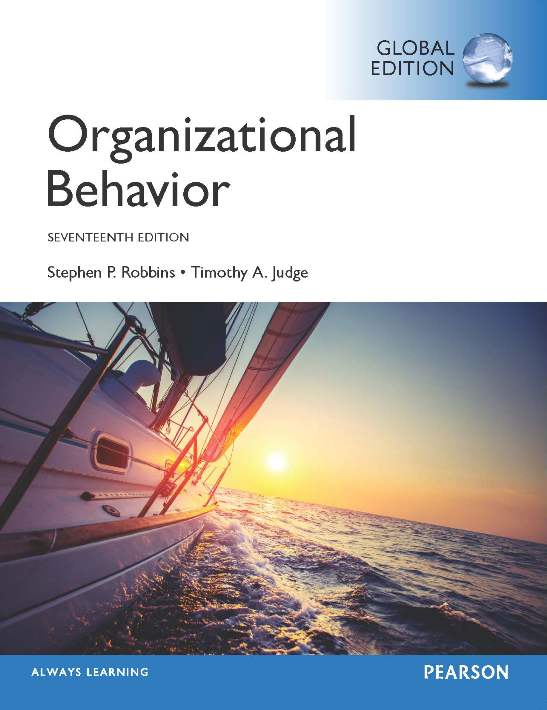 GLOBAL
EDITION
Organizational
Behavior
SEVENTEENTH EDITION
Stephen P. Robbins • Timothy A. Judge
ALWAYS LEARNING
PEARSON